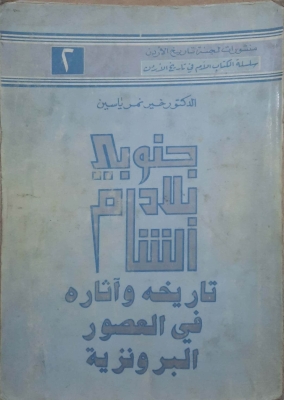 منشورات لجنة تاريخ الأردن
سلسلة الكتاب الأم في تاريخ الأردن
٢
الدكتور خير نمر ياسين
جنوبي
بلاد
الشام
تاريخه وآثاره
في العصور
البرونزية